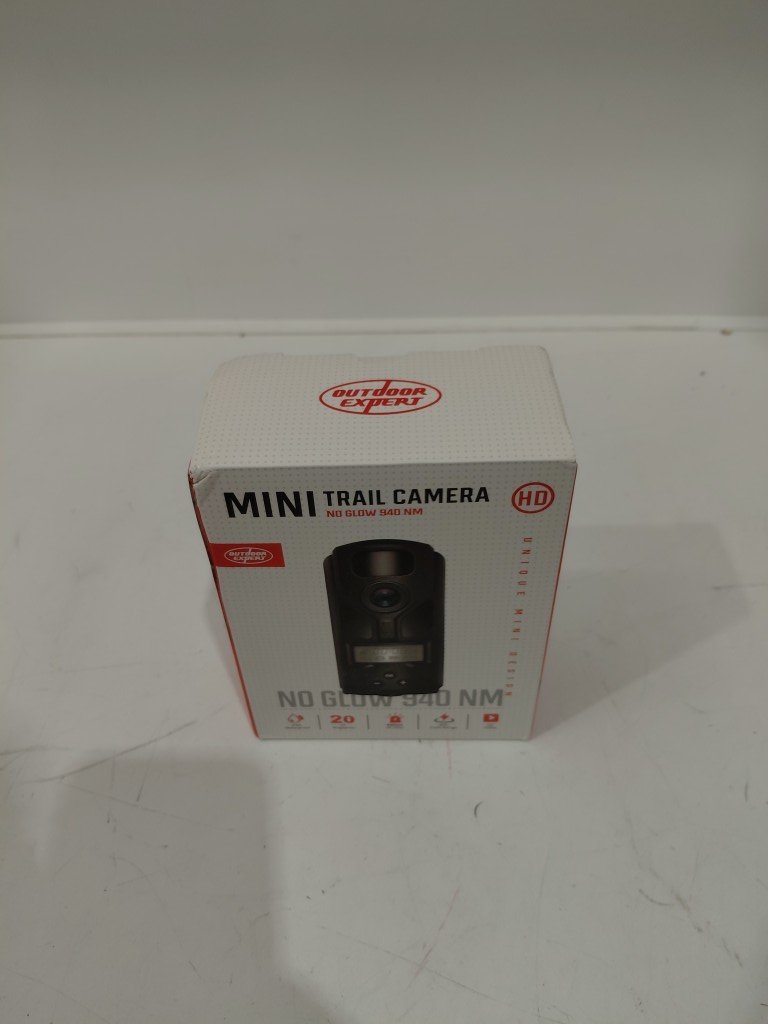 OUTDOOR
EXPERT
MINI TRAIL CAMERA
NO GLOW 940 NM
HD
OUTDOOR
EXPERT
UNIQUE MINI DESIGN
NO GLOW 940 NM
20